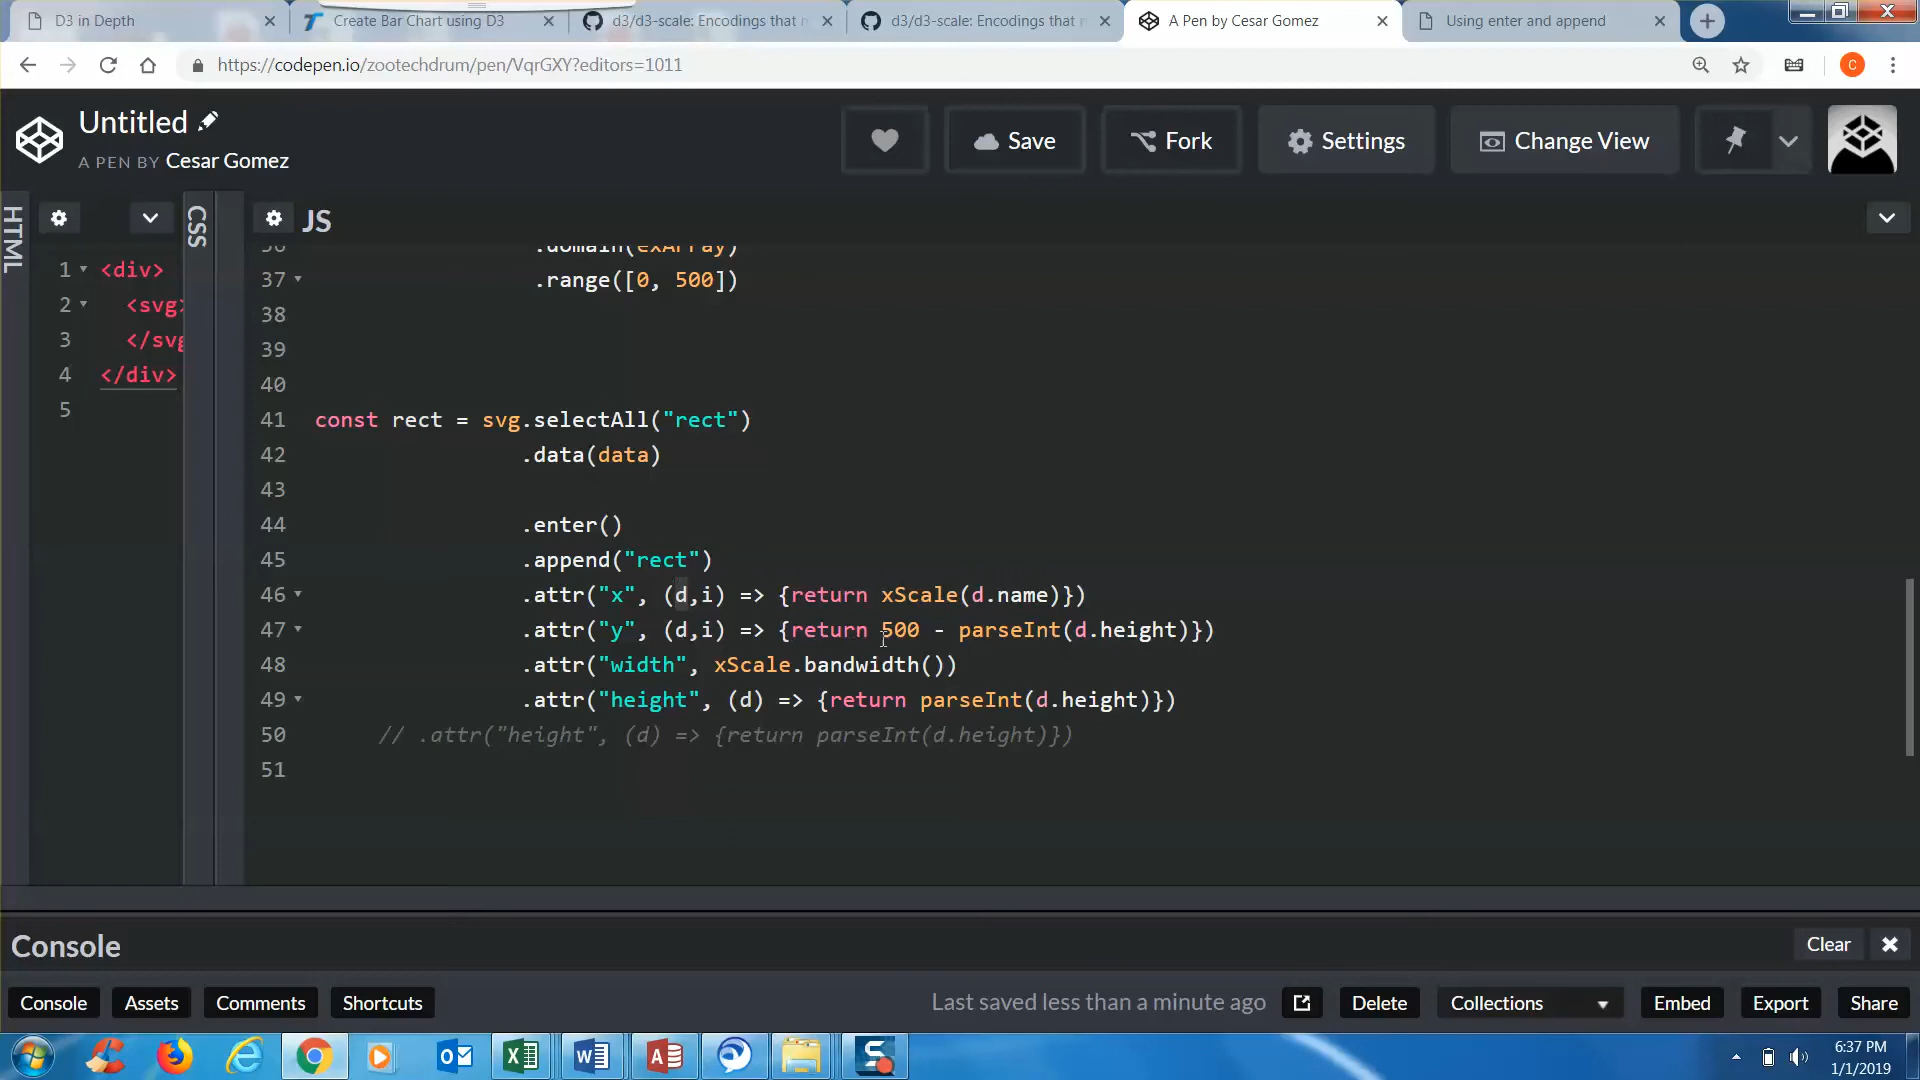 D3 in Depth
Create Bar Chart using D3
d3/d3-scale: Encodings that
d3/d3-scale: Encodings that
A Pen by Cesar Gomez
Using enter and append
https://codepen.io/zootechdrum/pen/VqrGXY?editors=1011
C
Untitled
A PEN BY Cesar Gomez
Save
Fork
Settings
Change View
HTML
CSS
JS
1 <div>
2 <svg>
3 </svg
4 </div>
5
36 .domain(exArray)
37 .range([0, 500])
38
39
40
41 const rect = svg.selectAll("rect")
42 .data(data)
43
44 .enter()
45 .append("rect")
46 .attr("x", (d,i) => {return xScale(d.name)})
47 .attr("y", (d,i) => {return 500 - parseInt(d.height)})
48 .attr("width", xScale.bandwidth())
49 .attr("height", (d) => {return parseInt(d.height)})
50 // .attr("height", (d) => {return parseInt(d.height)})
51
Console
Clear
Console
Assets
Comments
Shortcuts
Last saved less than a minute ago
Delete
Collections
Embed
Export
Share
6:37 PM
1/1/2019